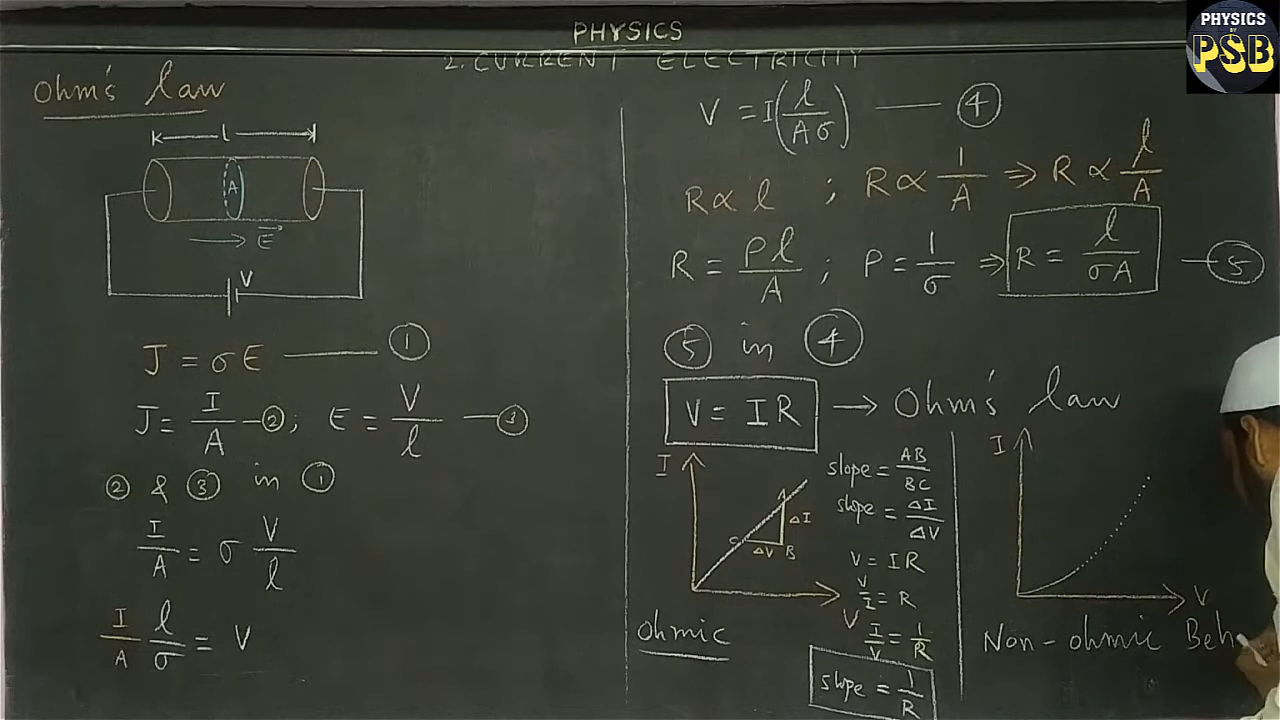 PHYSICS
2. CURRENT ELECTRICITY
PHYSICS
BY
PSB
Ohm's law
l
A
E⃗
V
J = σE — ①
J = I/A — ②; E = V/l — ③
② & ③ in ①
I/A = σ V/l
I/A l/σ = V
V = I(l/Aσ) — ④
R ∝ l ; R ∝ 1/A ⇒ R ∝ l/A
R = ρl/A ; ρ = 1/σ ⇒ R = l/σA — ⑤
⑤ in ④
V = IR → Ohm's law
I
A
ΔI
C
ΔV B
V
Ohmic
slope = AB/BC
slope = ΔI/ΔV
V = IR
V/I = R
I/V = 1/R
slope = 1/R
I
V
Non-ohmic Beh